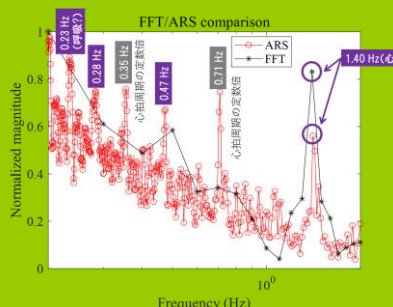 FFT/ARS comparison
0.23 Hz
(呼吸?)
0.28 Hz
0.35 Hz
心拍周期の定数倍
0.47 Hz
0.71 Hz
心拍周期の定数倍
ARS
FFT
1.40 Hz(心
Normalized magnitude
1
0.8
0.6
0.4
0.2
0
10^0
Frequency (Hz)